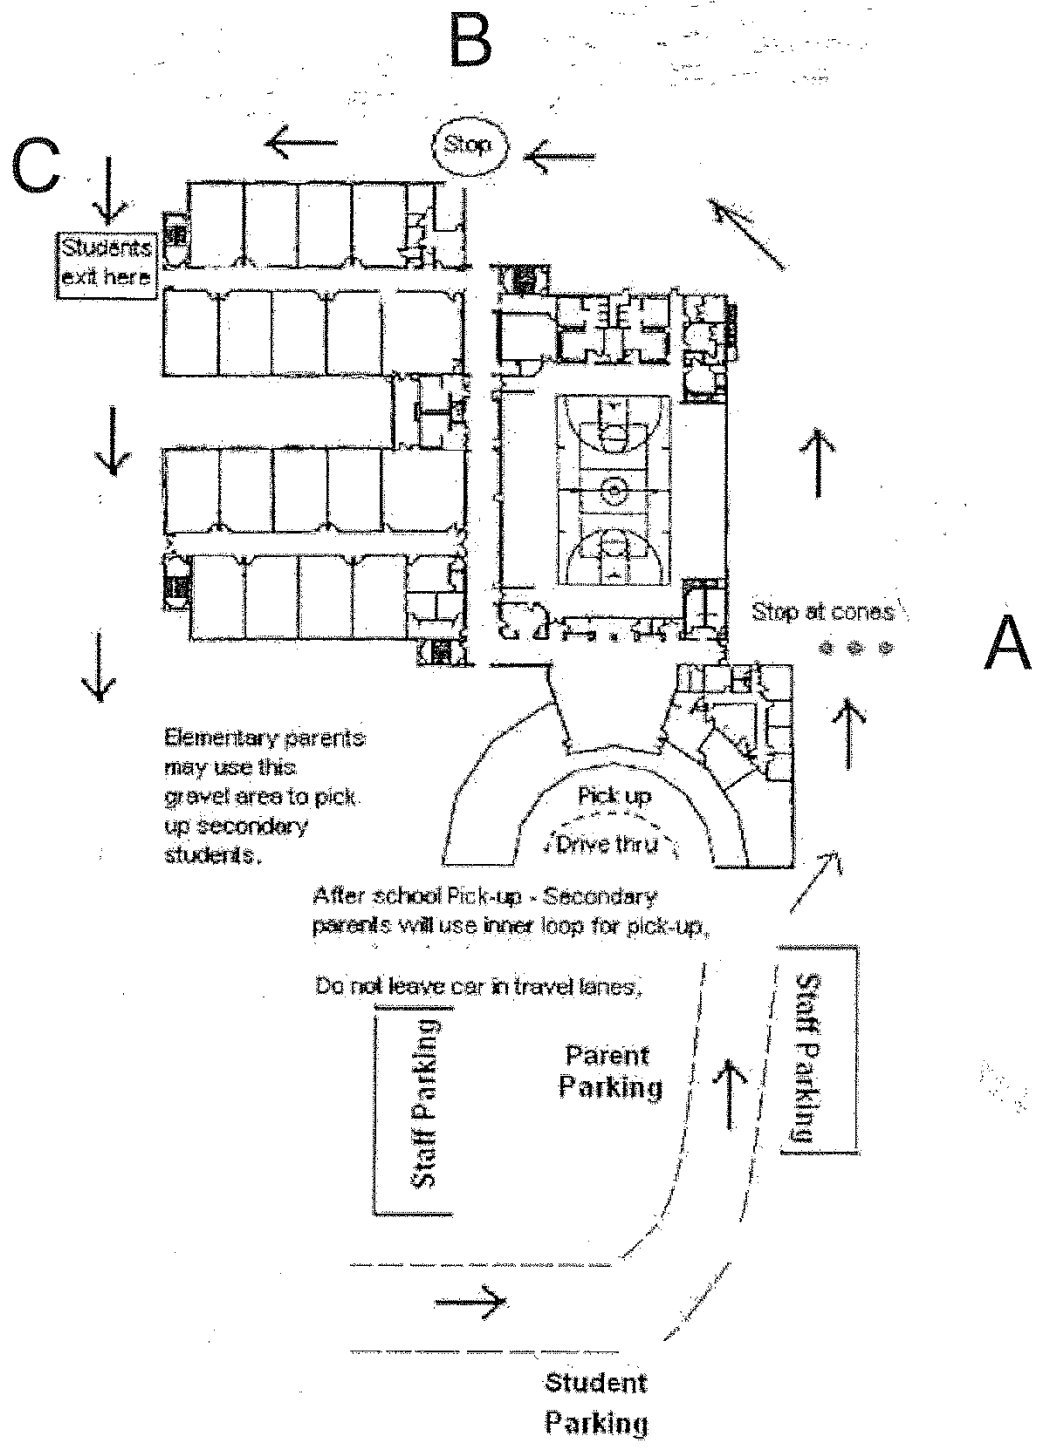 B
Stop
C
Students
exit here
Stop at cones
A
Elementary parents
may use this
gravel area to pick
up secondary
students.
Pick up
Drive thru
After school Pick-up - Secondary
parents will use inner loop for pick-up.
Do not leave car in travel lanes.
Staff Parking
Parent
Parking
Staff Parking
Student
Parking